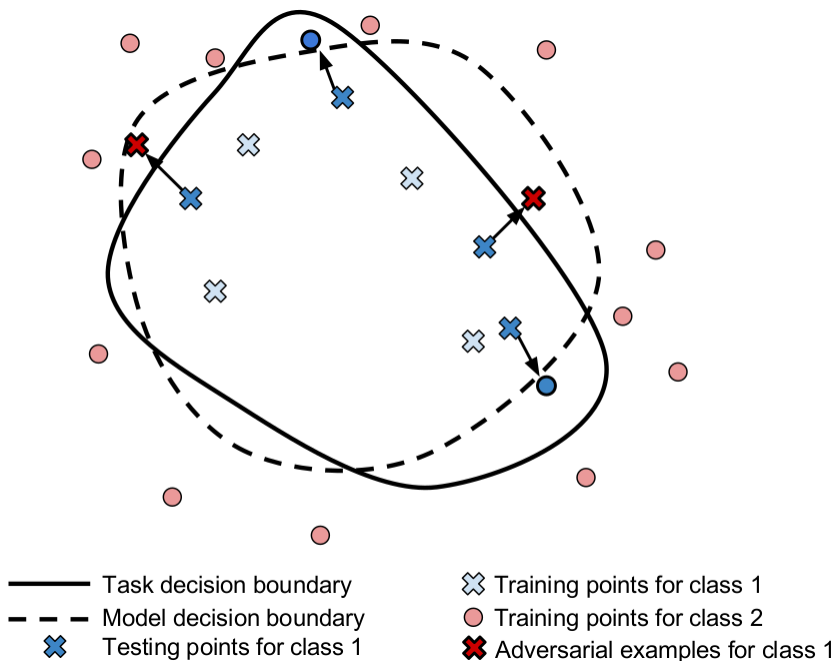 Task decision boundary
Model decision boundary
Testing points for class 1
Training points for class 1
Training points for class 2
Adversarial examples for class 1